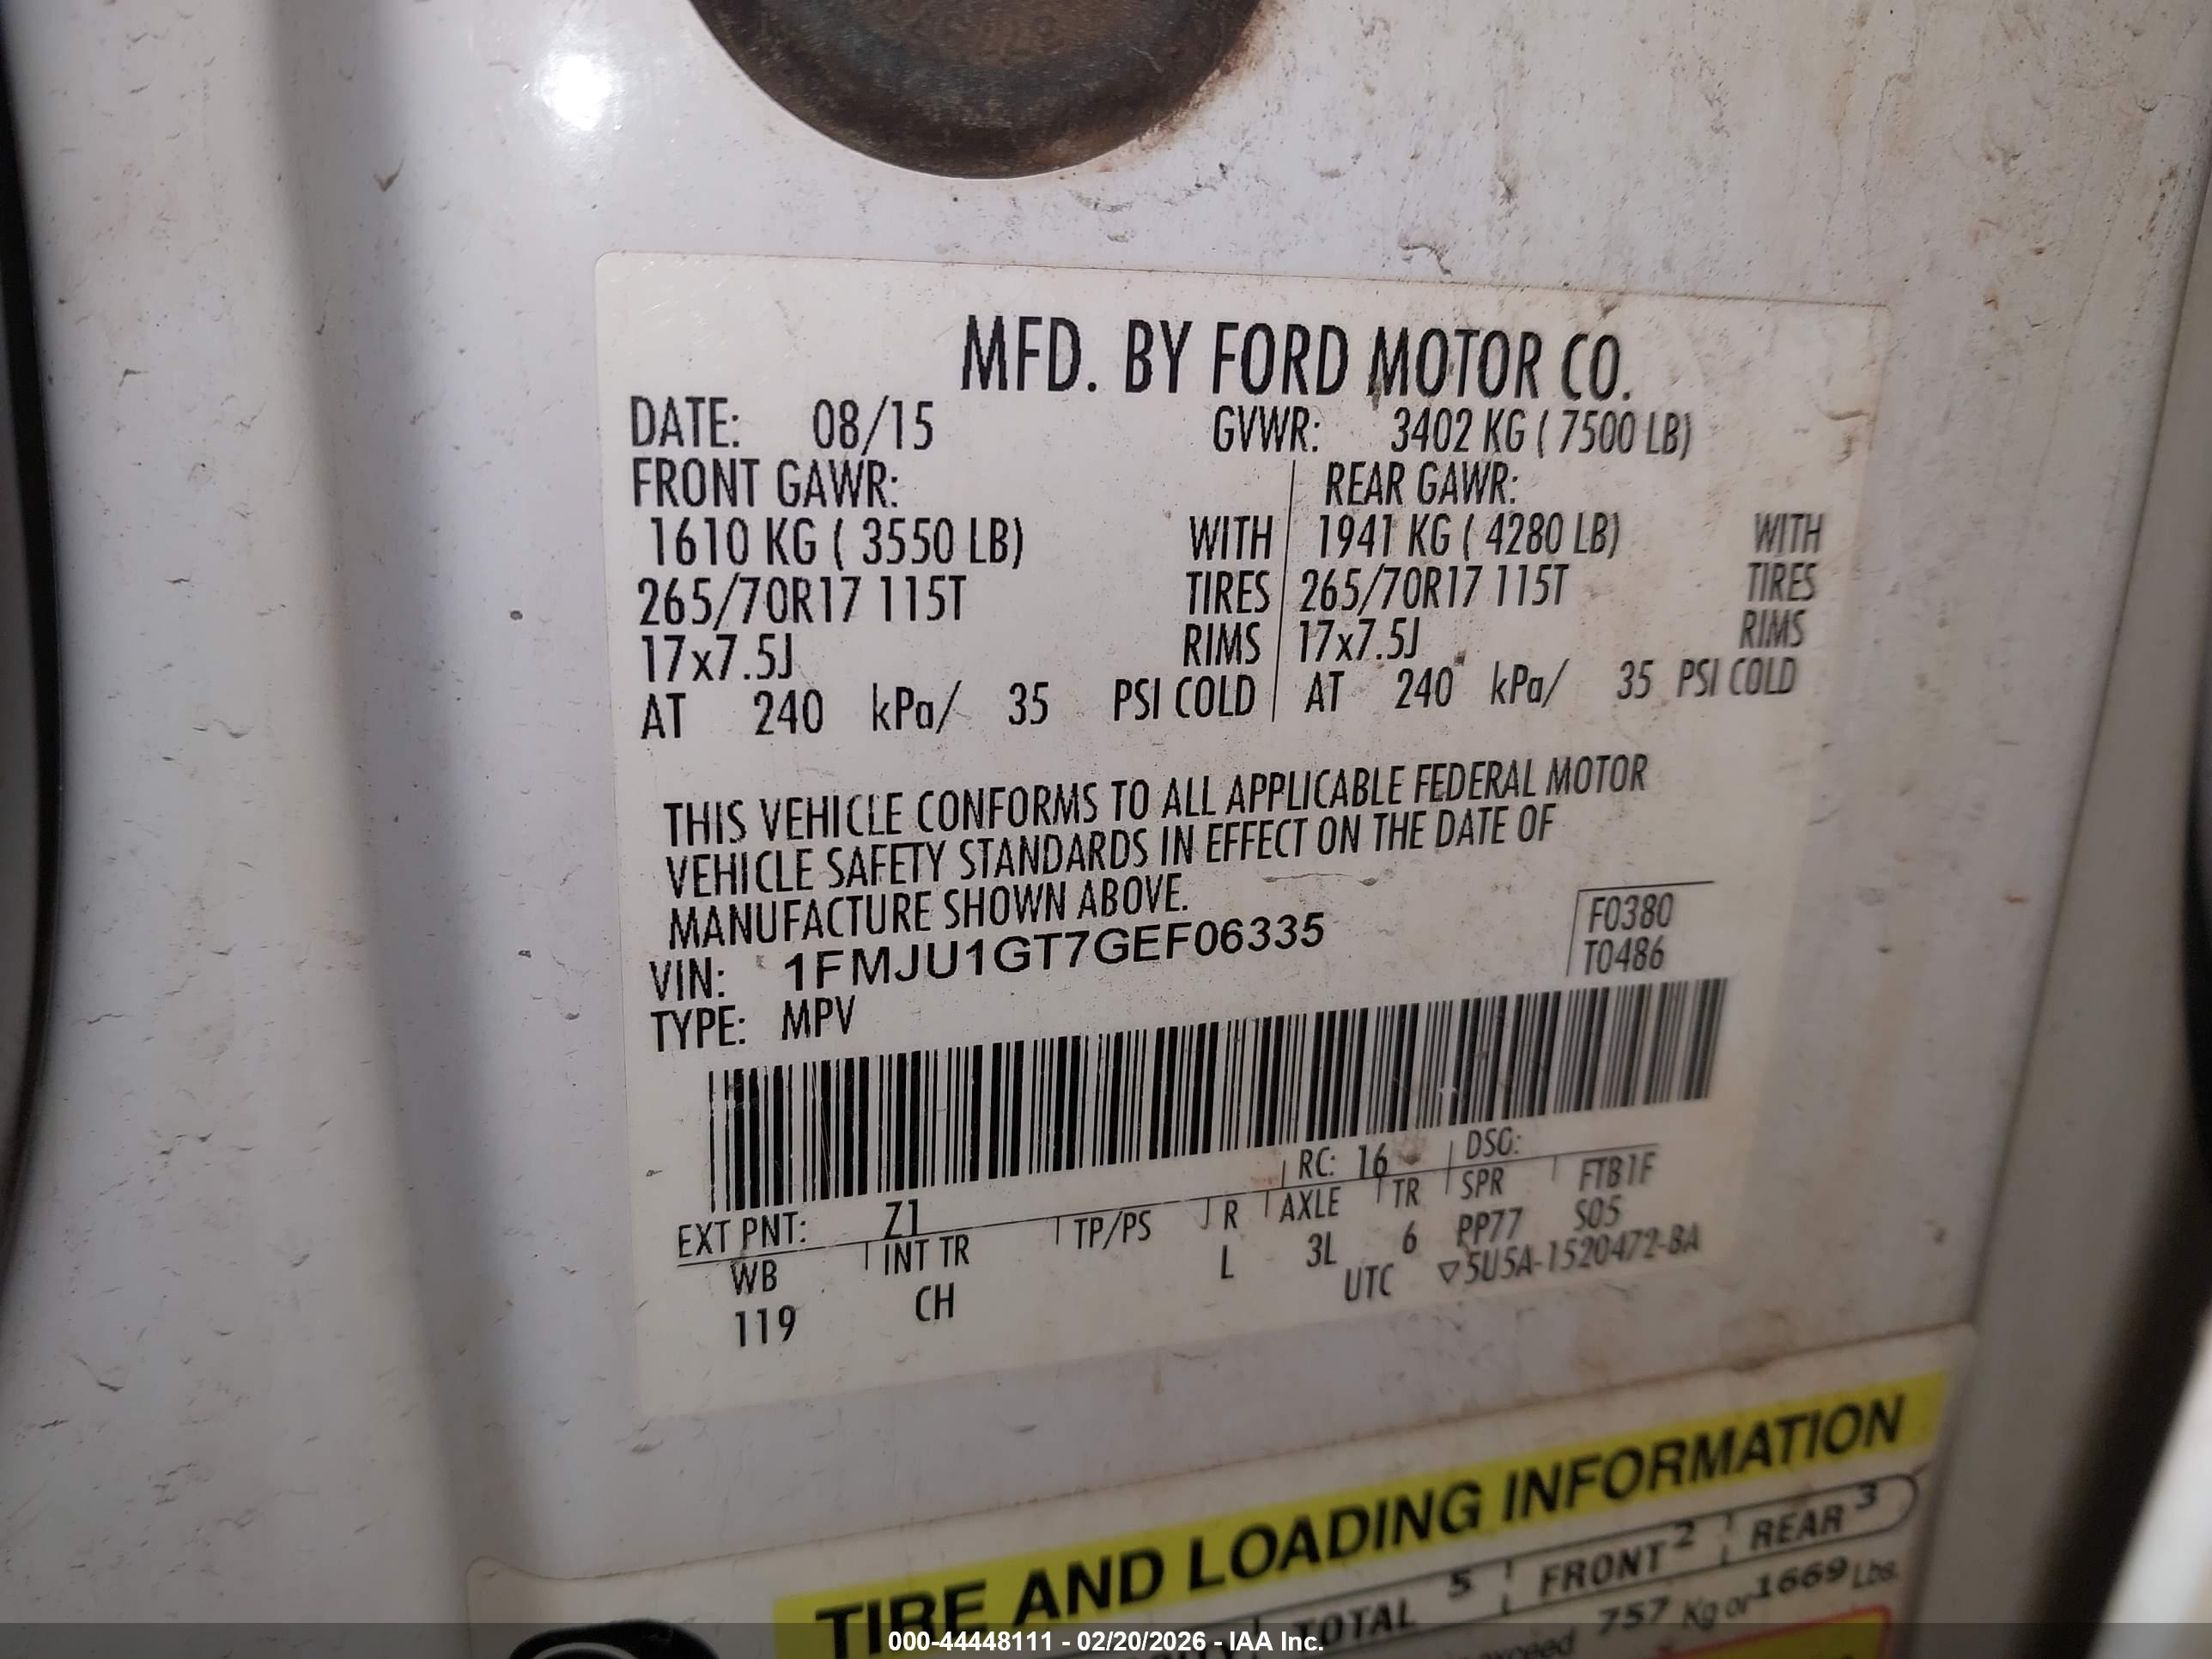 MFD. BY FORD MOTOR CO.
DATE: 08/15 GVWR: 3402 KG ( 7500 LB)
FRONT GAWR: REAR GAWR:
1610 KG ( 3550 LB) WITH 1941 KG ( 4280 LB) WITH
265/70R17 115T TIRES 265/70R17 115T TIRES
17x7.5J RIMS 17x7.5J RIMS
AT 240 kPa/ 35 PSI COLD AT 240 kPa/ 35 PSI COLD
THIS VEHICLE CONFORMS TO ALL APPLICABLE FEDERAL MOTOR
VEHICLE SAFETY STANDARDS IN EFFECT ON THE DATE OF
MANUFACTURE SHOWN ABOVE.
F0380
VIN: 1FMJU1GT7GEF06335
T0486
TYPE: MPV
RC: 16 DSO:
EXT PNT: Z1
FTB1F
WB INT TR TP/PS R AXLE TR SPR
119 CH L 3L 6 PP77 S05
UTC ▽5U5A-1520472-BA
TIRE AND LOADING INFORMATION
TOTAL 5 FRONT 2 REAR 3
exceed 757 Kg or 1669 Lbs.
000-44448111 - 02/20/2026 - IAA Inc.